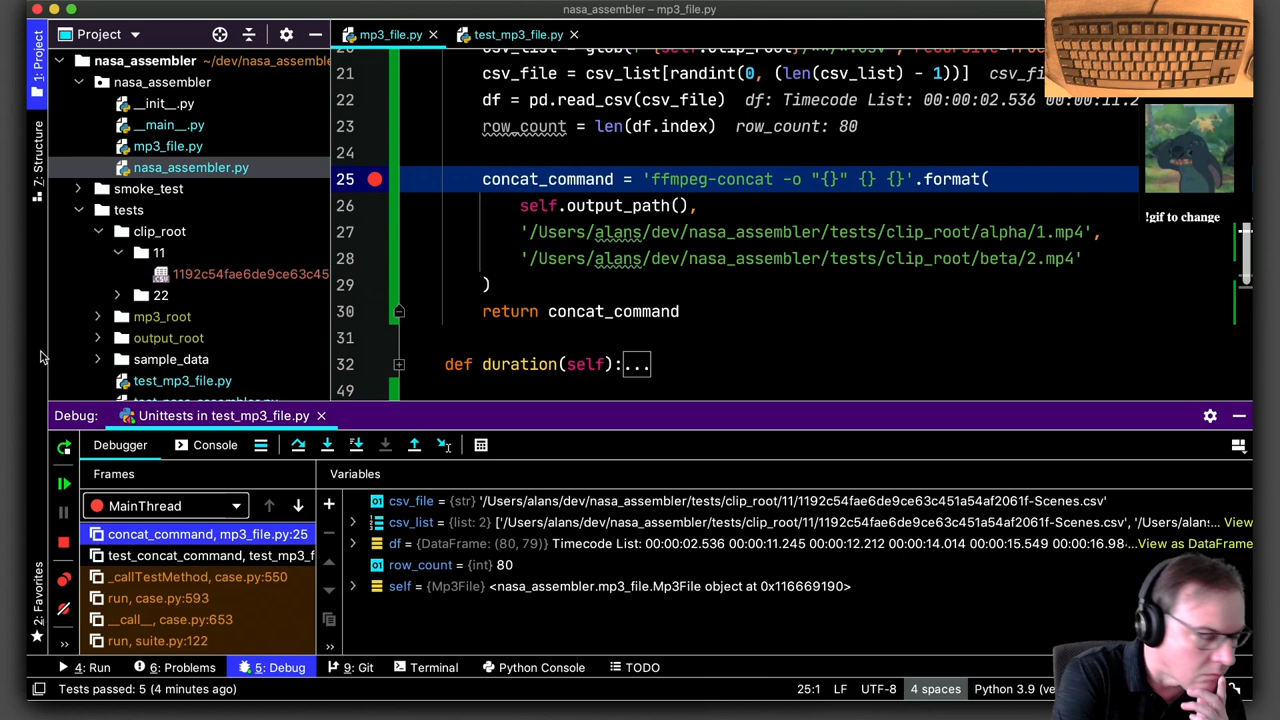 nasa_assembler – mp3_file.py
Project
mp3_file.py
test_mp3_file.py
1: Project
7: Structure
2: Favorites
nasa_assembler ~/dev/nasa_assemble
nasa_assembler
__init__.py
__main__.py
mp3_file.py
nasa_assembler.py
smoke_test
tests
clip_root
11
1192c54fae6de9ce63c45
22
mp3_root
output_root
sample_data
test_mp3_file.py
21 csv_file = csv_list[randint(0, (len(csv_list) - 1))] csv_fi
22 df = pd.read_csv(csv_file) df: Timecode List: 00:00:02.536 00:00:11.2
23 row_count = len(df.index) row_count: 80
24
25 concat_command = 'ffmpeg-concat -o "{}" {} {}'.format(
26 self.output_path(),
27 '/Users/alans/dev/nasa_assembler/tests/clip_root/alpha/1.mp4',
28 '/Users/alans/dev/nasa_assembler/tests/clip_root/beta/2.mp4'
29 )
30 return concat_command
31
32 def duration(self):...
49
!gif to change
Debug: Unittests in test_mp3_file.py
Debugger Console
Frames Variables
MainThread
concat_command, mp3_file.py:25
test_concat_command, test_mp3_f
_callTestMethod, case.py:550
run, case.py:593
__call__, case.py:653
run, suite.py:122
csv_file = {str} '/Users/alans/dev/nasa_assembler/tests/clip_root/11/1192c54fae6de9ce63c451a54af2061f-Scenes.csv'
csv_list = {list: 2} ['/Users/alans/dev/nasa_assembler/tests/clip_root/11/1192c54fae6de9ce63c451a54af2061f-Scenes.csv', '/Users/alan:... View
df = {DataFrame: (80, 79)} Timecode List: 00:00:02.536 00:00:11.245 00:00:12.212 00:00:14.014 00:00:15.549 00:00:16.98...View as DataFrame
row_count = {int} 80
self = {Mp3File} <nasa_assembler.mp3_file.Mp3File object at 0x116669190>
4: Run 6: Problems 5: Debug 9: Git Terminal Python Console TODO
Tests passed: 5 (4 minutes ago) 25:1 LF UTF-8 4 spaces Python 3.9 (ve